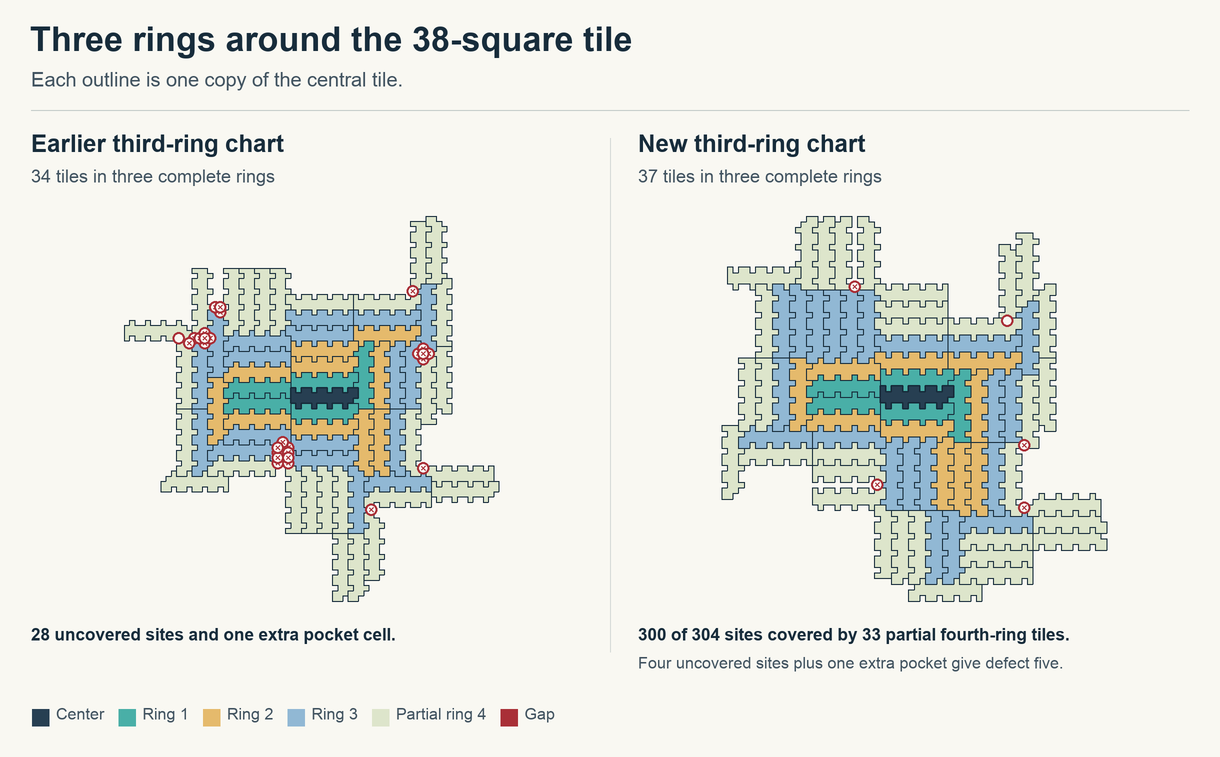 Three rings around the 38-square tile
Each outline is one copy of the central tile.
Earlier third-ring chart
34 tiles in three complete rings
28 uncovered sites and one extra pocket cell.
New third-ring chart
37 tiles in three complete rings
300 of 304 sites covered by 33 partial fourth-ring tiles.
Four uncovered sites plus one extra pocket give defect five.
Center
Ring 1
Ring 2
Ring 3
Partial ring 4
Gap